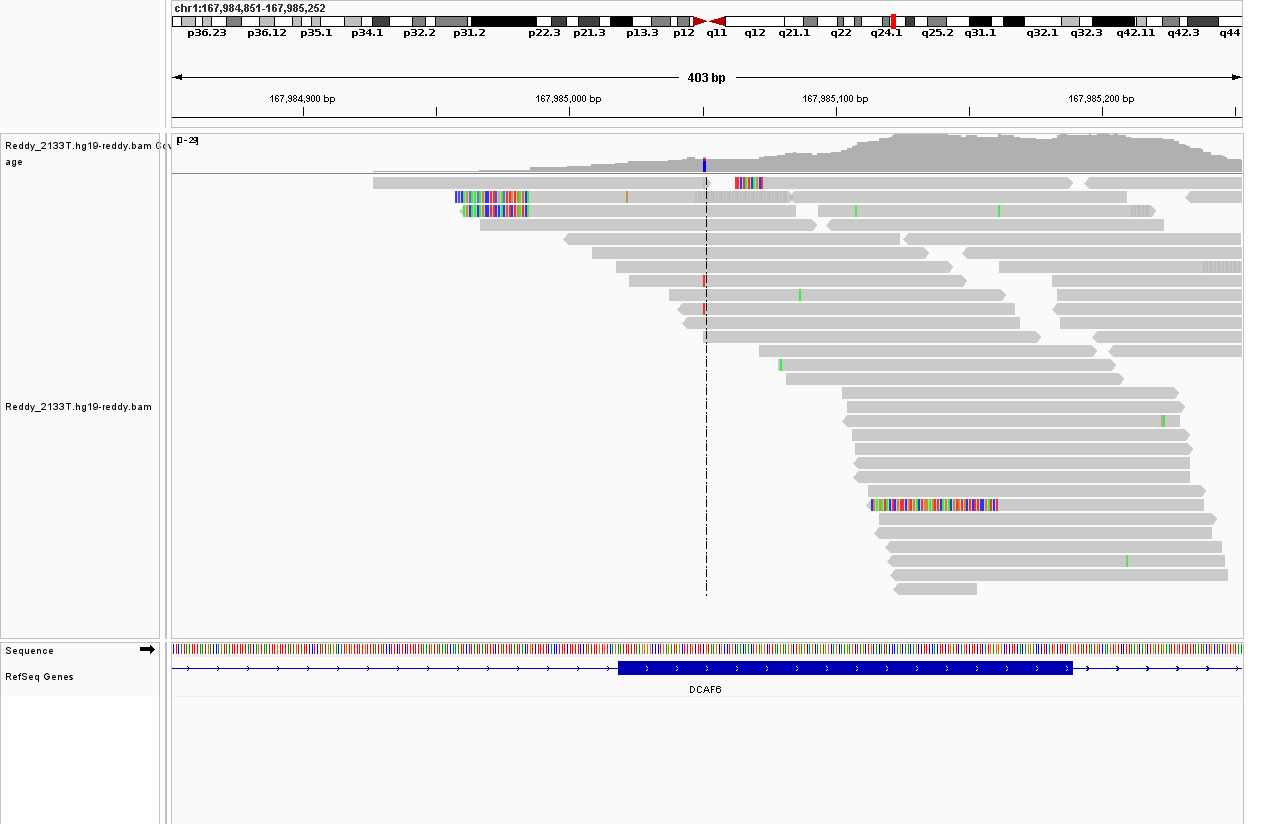 chr1:167,984,851-167,985,252
p36.23 p36.12 p35.1 p34.1 p32.2 p31.2 p22.3 p21.3 p13.3 p12 q11 q12 q21.1 q22 q24.1 q25.2 q31.1 q32.1 q32.3 q42.11 q42.3 q44
403 bp
167,984,900 bp 167,985,000 bp 167,985,100 bp 167,985,200 bp
Reddy_2133T.hg19-reddy.bam Cov
age
Reddy_2133T.hg19-reddy.bam
Sequence
RefSeq Genes
DCAF6